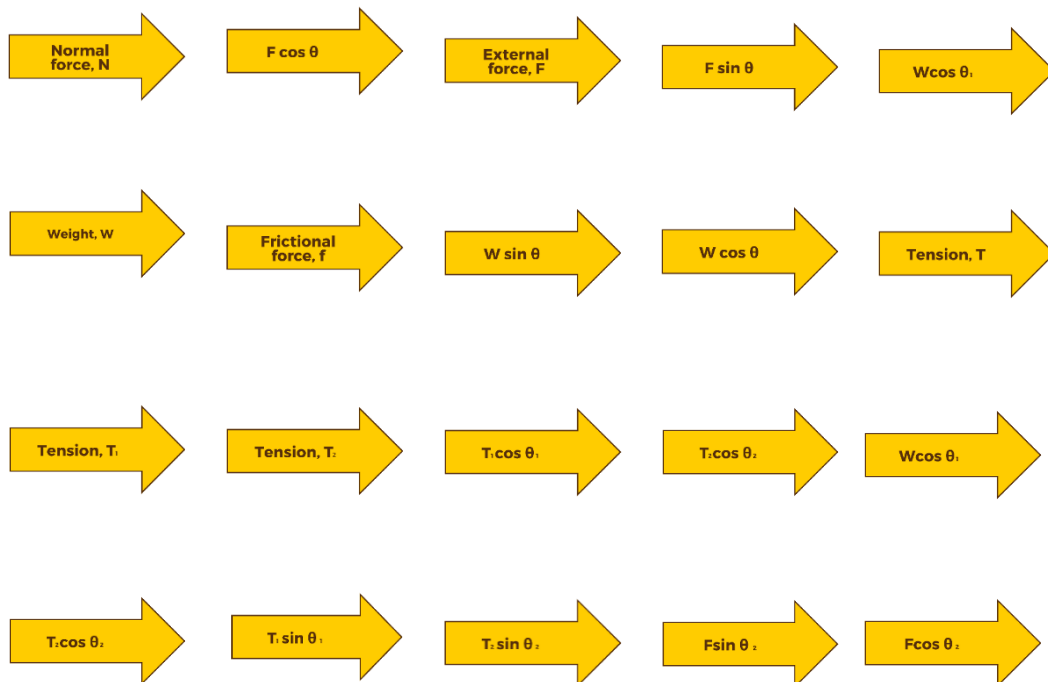 Normal
force, N
F cos θ
External
force, F
F sin θ
Wcos θ₁
Weight, W
Frictional
force, f
W sin θ
W cos θ
Tension, T
Tension, T₁
Tension, T₂
T₁cos θ₁
T₂cos θ₂
Wcos θ₁
T₂cos θ₂
T₁ sin θ₁
T₂ sin θ₂
Fsin θ₂
Fcos θ₂